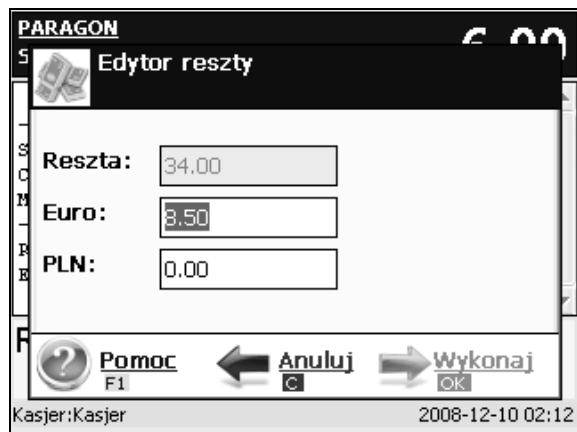 PARAGON
Edytor reszty
Reszta: 34.00
Euro: 8.50
PLN: 0.00
Pomoc
F1
Anuluj
C
Wykonaj
OK
Kasjer:Kasjer 2008-12-10 02:12